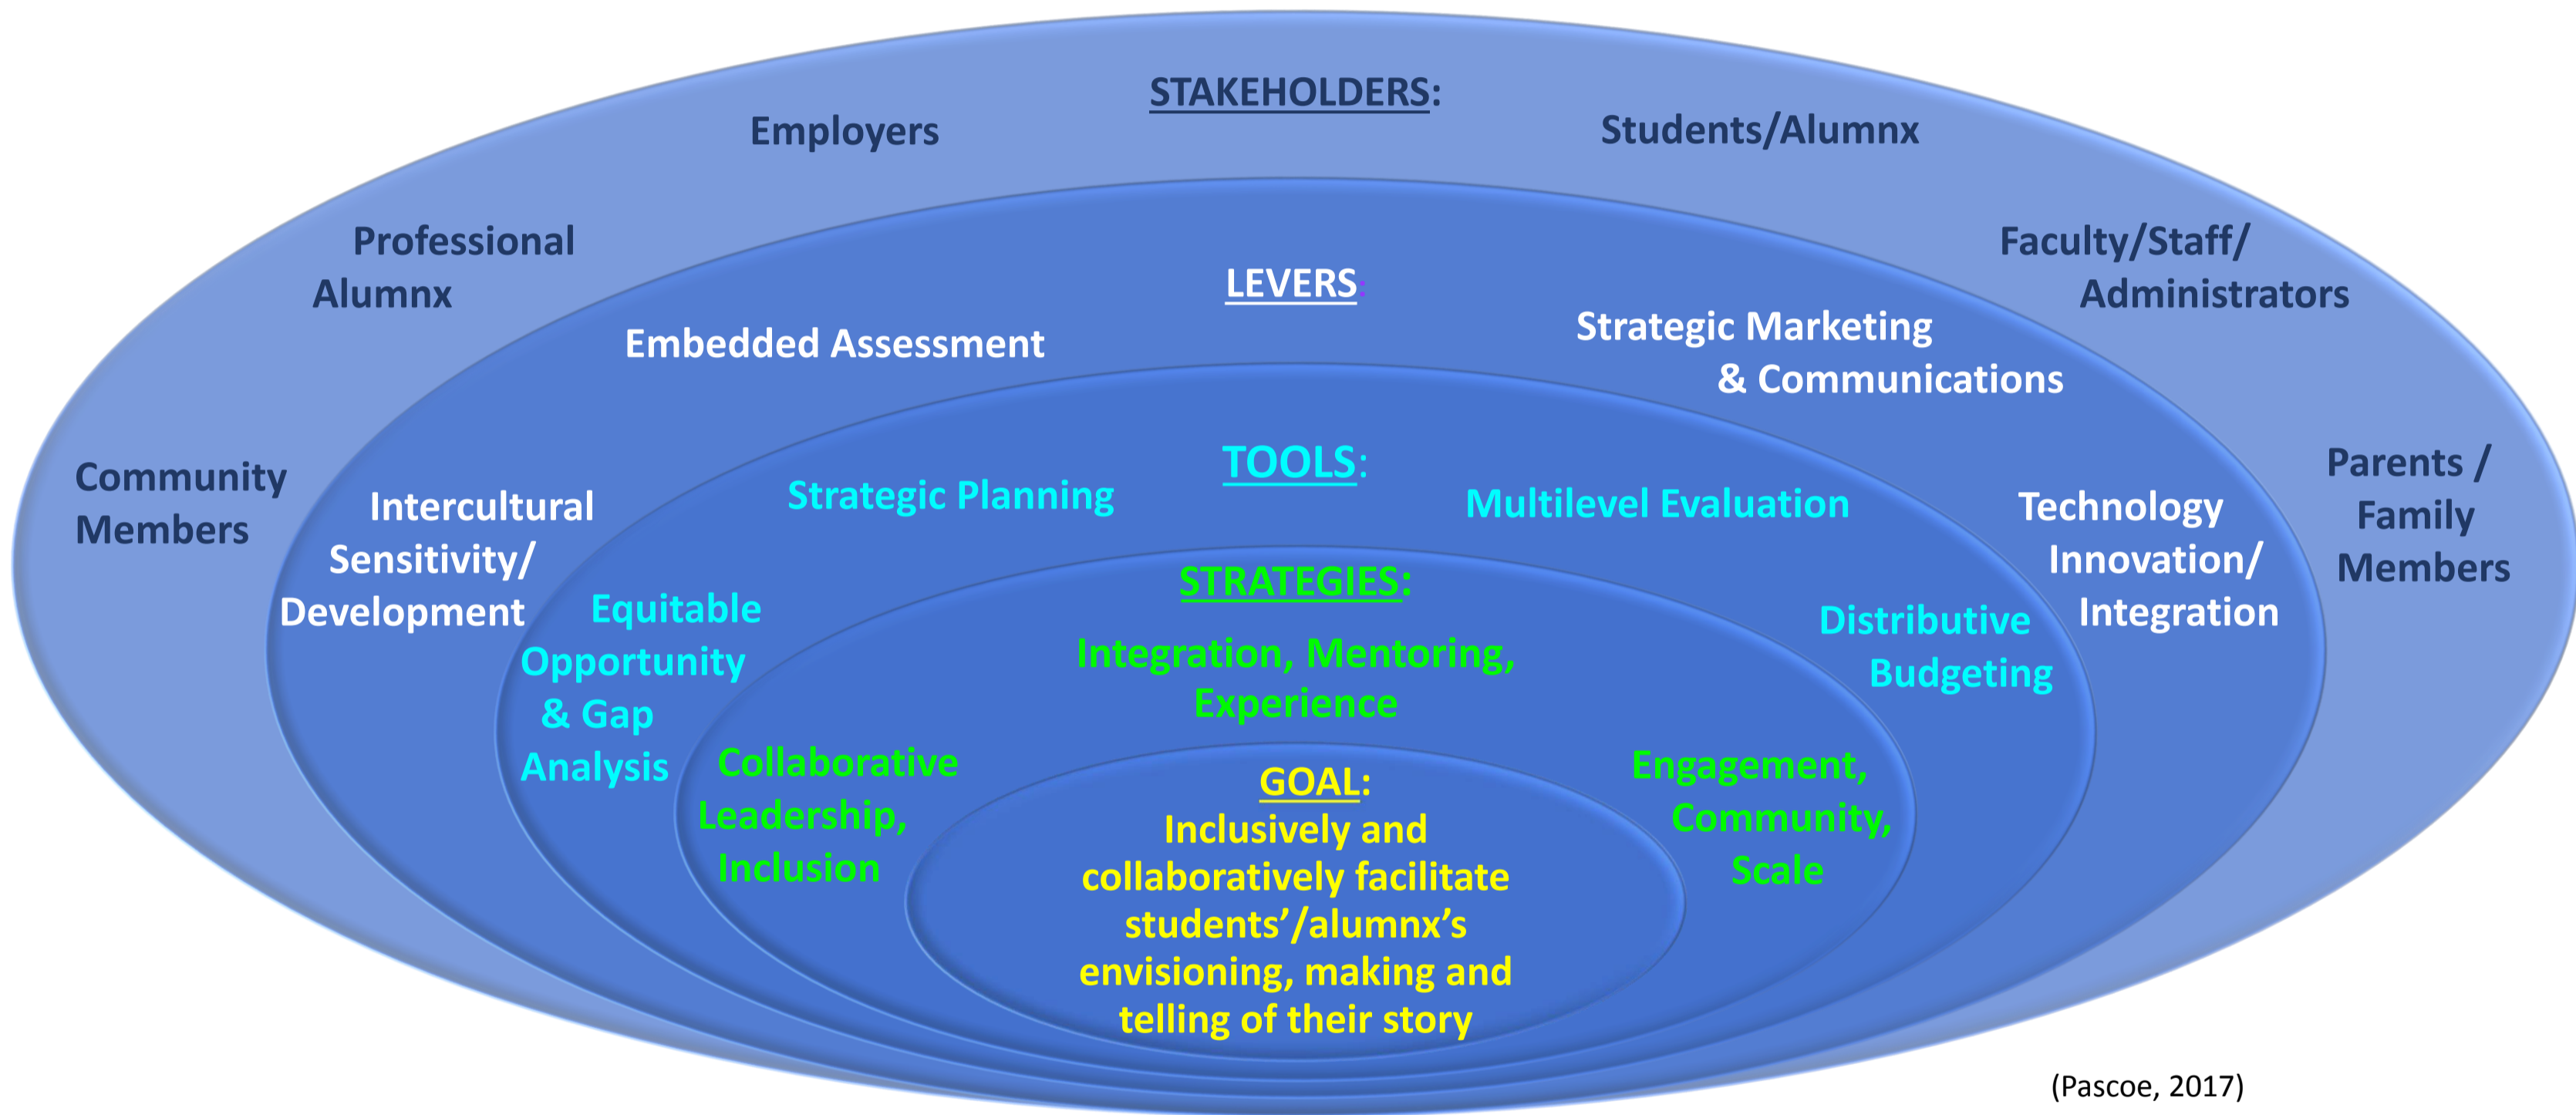 STAKEHOLDERS:
Employers
Students/Alumnx
Professional
Alumnx
Faculty/Staff/
Administrators
Community
Members
Parents /
Family
Members
LEVERS:
Embedded Assessment
Strategic Marketing
& Communications
Intercultural
Sensitivity/
Development
Technology
Innovation/
Integration
TOOLS:
Strategic Planning
Multilevel Evaluation
Equitable
Opportunity
& Gap
Analysis
Distributive
Budgeting
STRATEGIES:
Integration, Mentoring,
Experience
Collaborative
Leadership,
Inclusion
Engagement,
Community,
Scale
GOAL:
Inclusively and
collaboratively facilitate
students’/alumnx’s
envisioning, making and
telling of their story
(Pascoe, 2017)